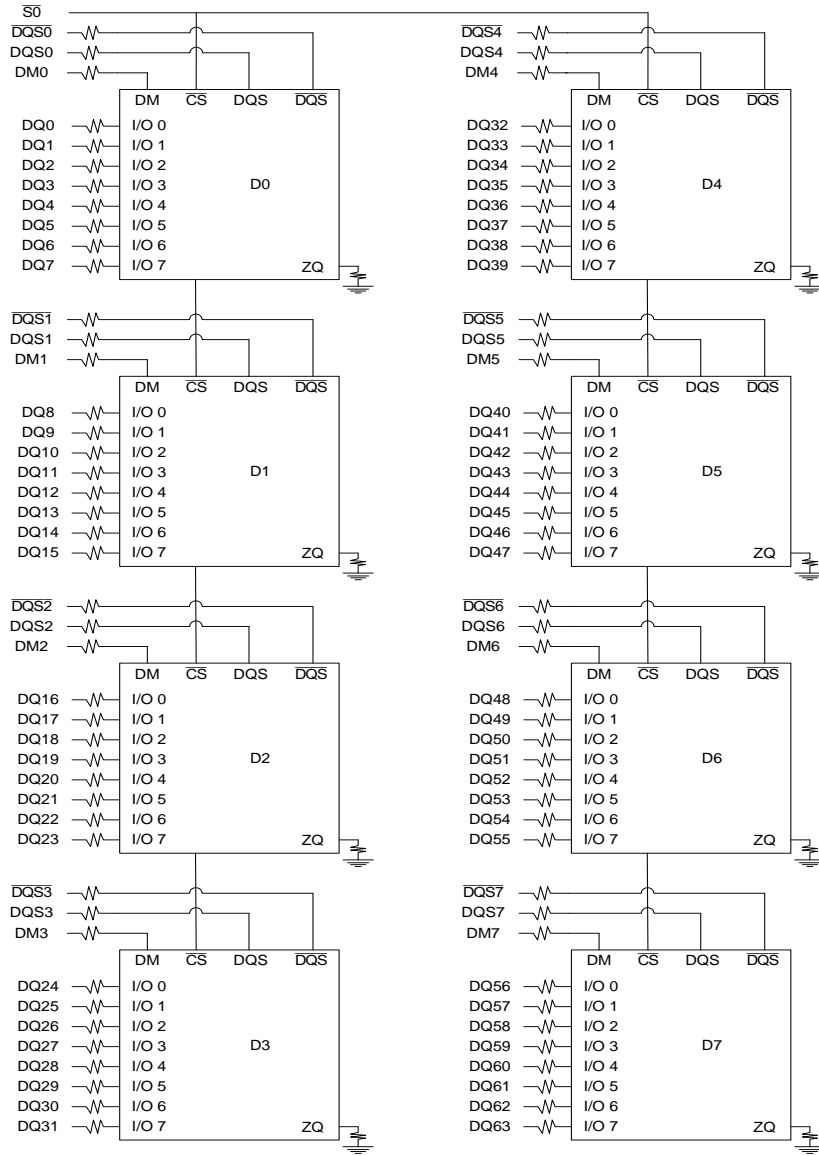 S0
DQS0
DQS0
DM0
DM CS DQS DQS
DQ0 I/O 0
DQ1 I/O 1
DQ2 I/O 2
DQ3 I/O 3
D0
DQ4 I/O 4
DQ5 I/O 5
DQ6 I/O 6
DQ7 I/O 7
ZQ
DQS1
DQS1
DM1
DM CS DQS DQS
DQ8 I/O 0
DQ9 I/O 1
DQ10 I/O 2
DQ11 I/O 3
D1
DQ12 I/O 4
DQ13 I/O 5
DQ14 I/O 6
DQ15 I/O 7
ZQ
DQS2
DQS2
DM2
DM CS DQS DQS
DQ16 I/O 0
DQ17 I/O 1
DQ18 I/O 2
DQ19 I/O 3
D2
DQ20 I/O 4
DQ21 I/O 5
DQ22 I/O 6
DQ23 I/O 7
ZQ
DQS3
DQS3
DM3
DM CS DQS DQS
DQ24 I/O 0
DQ25 I/O 1
DQ26 I/O 2
DQ27 I/O 3
D3
DQ28 I/O 4
DQ29 I/O 5
DQ30 I/O 6
DQ31 I/O 7
ZQ
DQS4
DQS4
DM4
DM CS DQS DQS
DQ32 I/O 0
DQ33 I/O 1
DQ34 I/O 2
DQ35 I/O 3
D4
DQ36 I/O 4
DQ37 I/O 5
DQ38 I/O 6
DQ39 I/O 7
ZQ
DQS5
DQS5
DM5
DM CS DQS DQS
DQ40 I/O 0
DQ41 I/O 1
DQ42 I/O 2
DQ43 I/O 3
D5
DQ44 I/O 4
DQ45 I/O 5
DQ46 I/O 6
DQ47 I/O 7
ZQ
DQS6
DQS6
DM6
DM CS DQS DQS
DQ48 I/O 0
DQ49 I/O 1
DQ50 I/O 2
DQ51 I/O 3
D6
DQ52 I/O 4
DQ53 I/O 5
DQ54 I/O 6
DQ55 I/O 7
ZQ
DQS7
DQS7
DM7
DM CS DQS DQS
DQ56 I/O 0
DQ57 I/O 1
DQ58 I/O 2
DQ59 I/O 3
D7
DQ60 I/O 4
DQ61 I/O 5
DQ62 I/O 6
DQ63 I/O 7
ZQ